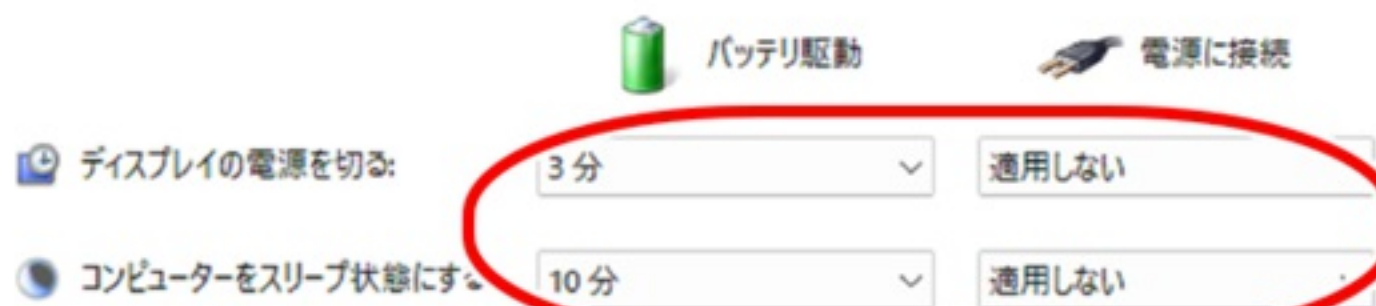 バッテリ駆動 電源に接続
ディスプレイの電源を切る: 3 分 適用しない
コンピューターをスリープ状態にす 10 分 適用しない